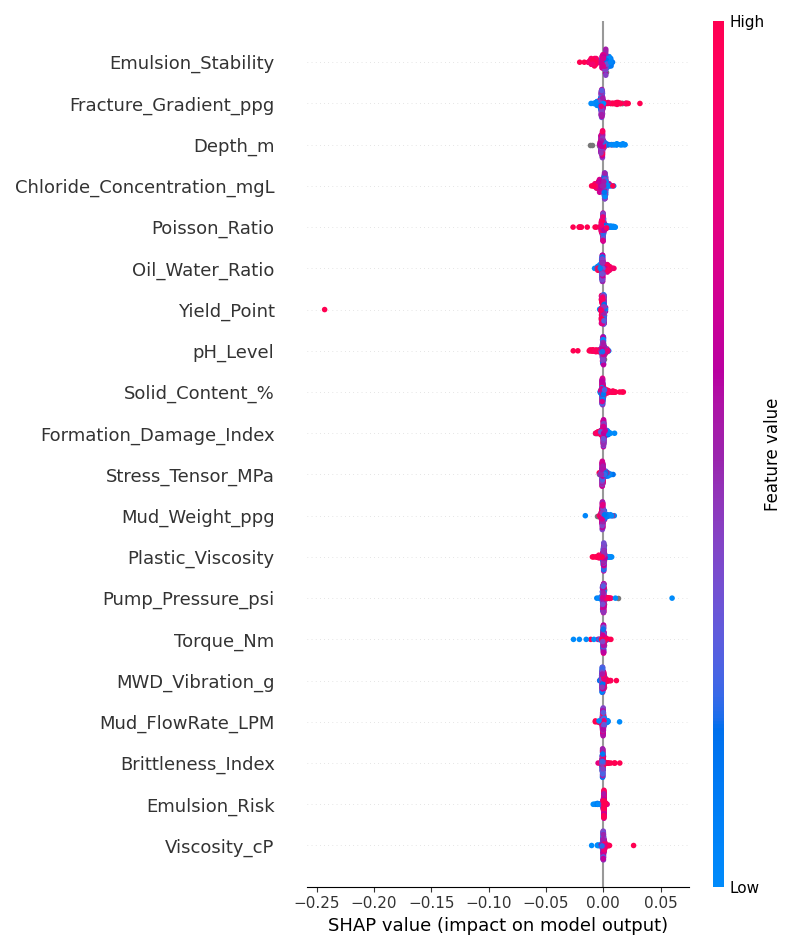 High
Emulsion_Stability
Fracture_Gradient_ppg
Depth_m
Chloride_Concentration_mgL
Poisson_Ratio
Oil_Water_Ratio
Yield_Point
pH_Level
Solid_Content_%
Formation_Damage_Index
Stress_Tensor_MPa
Mud_Weight_ppg
Plastic_Viscosity
Pump_Pressure_psi
Torque_Nm
MWD_Vibration_g
Mud_FlowRate_LPM
Brittleness_Index
Emulsion_Risk
Viscosity_cP
Feature value
Low
−0.25 −0.20 −0.15 −0.10 −0.05 0.00 0.05
SHAP value (impact on model output)